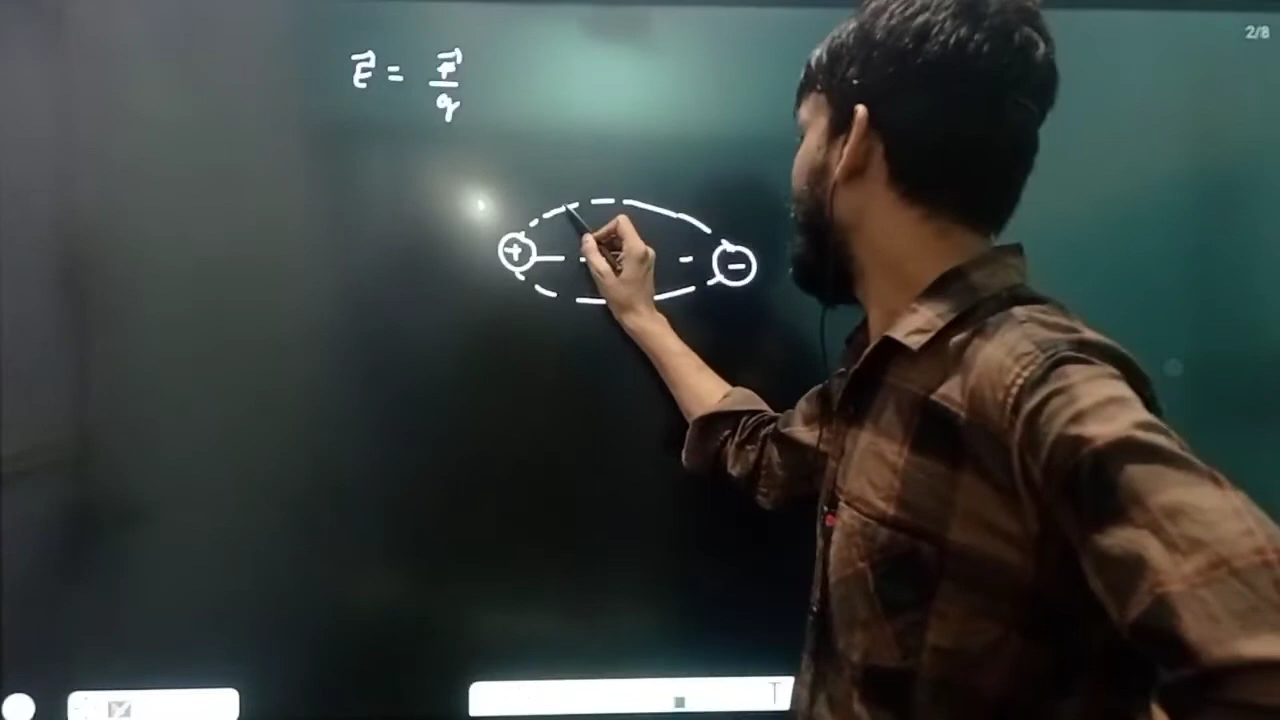 2/8
E⃗ = F⃗/q
+ -
T